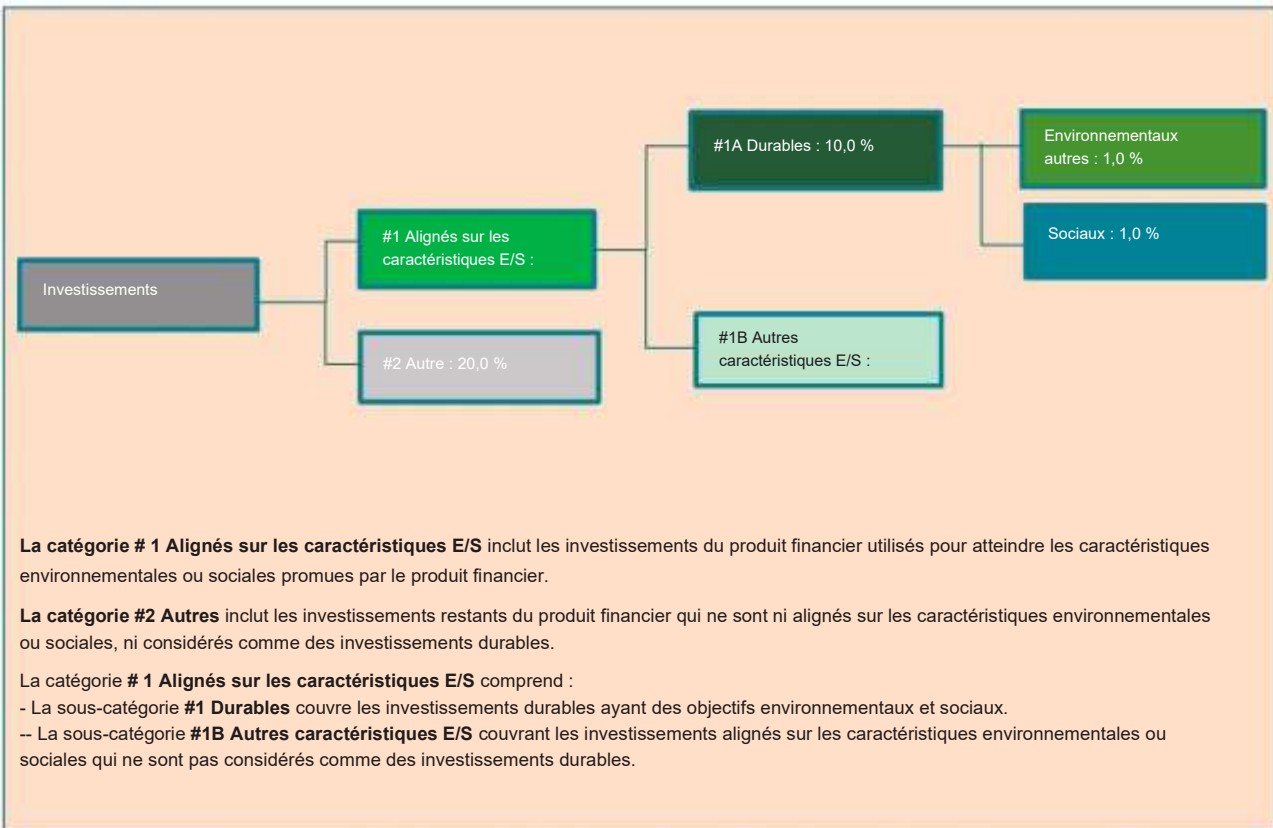 #1A Durables : 10,0 %
Environnementaux
autres : 1,0 %
#1 Alignés sur les
caractéristiques E/S :
Sociaux : 1,0 %
Investissements
#2 Autre : 20,0 %
#1B Autres
caractéristiques E/S :
La catégorie # 1 Alignés sur les caractéristiques E/S inclut les investissements du produit financier utilisés pour atteindre les caractéristiques
environnementales ou sociales promues par le produit financier.
La catégorie #2 Autres inclut les investissements restants du produit financier qui ne sont ni alignés sur les caractéristiques environnementales
ou sociales, ni considérés comme des investissements durables.
La catégorie # 1 Alignés sur les caractéristiques E/S comprend :
- La sous-catégorie #1 Durables couvre les investissements durables ayant des objectifs environnementaux et sociaux.
-- La sous-catégorie #1B Autres caractéristiques E/S couvrant les investissements alignés sur les caractéristiques environnementales ou
sociales qui ne sont pas considérés comme des investissements durables.